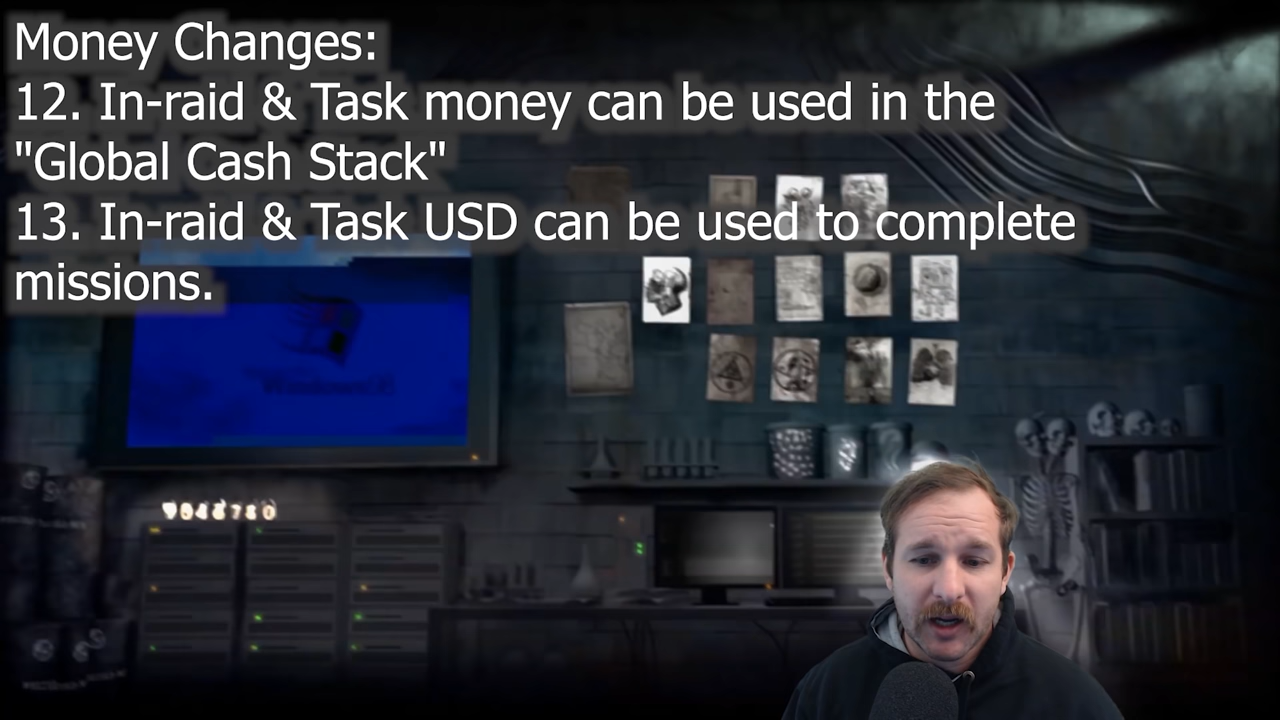 Money Changes:
12. In-raid & Task money can be used in the
"Global Cash Stack"
13. In-raid & Task USD can be used to complete
missions.